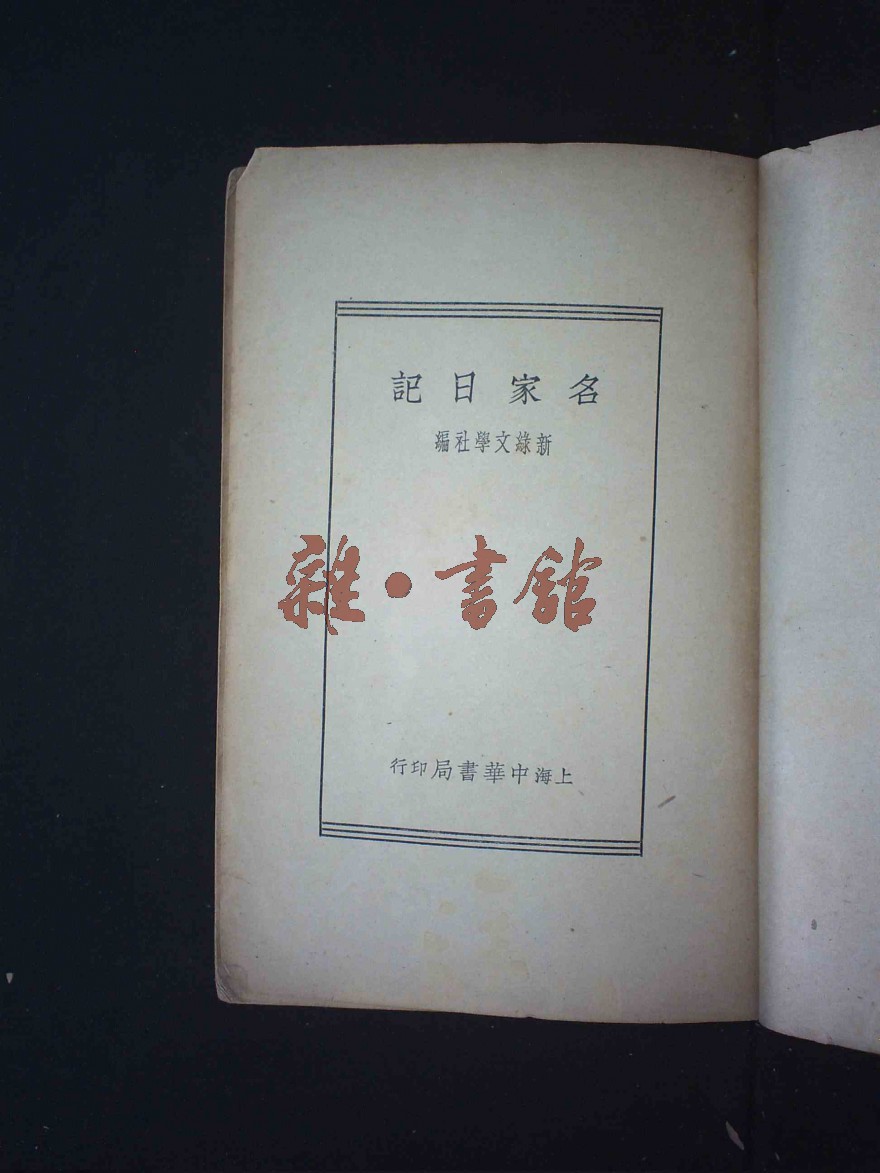 名家日記
新綠文學社編
雜·書館
上海中華書局印行